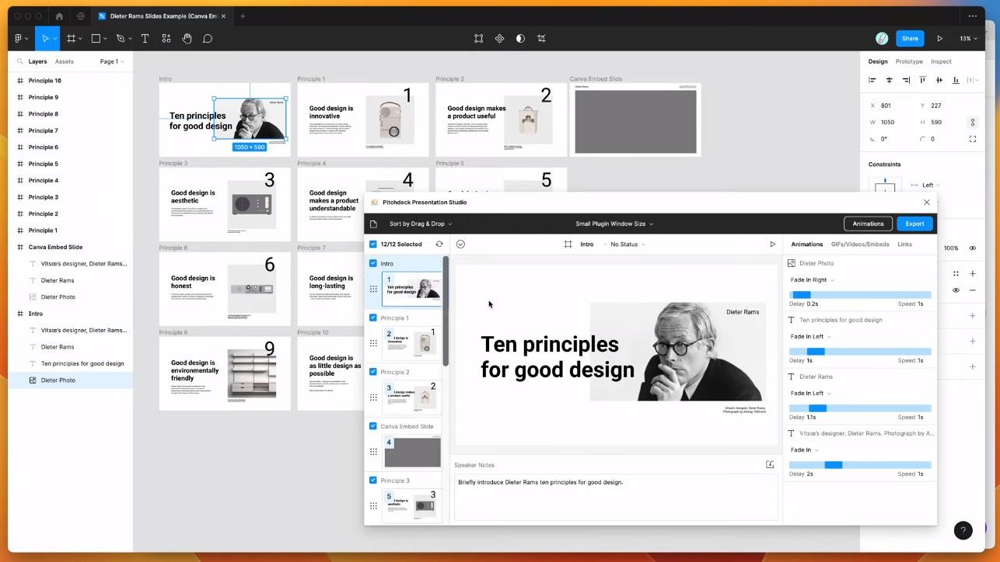 Dieter Rams Slides Example (Canva Em
Share
13%
Layers
Assets
Page 1
Principle 10
Principle 9
Principle 8
Principle 7
Principle 6
Principle 5
Principle 4
Principle 3
Principle 2
Principle 1
Canva Embed Slide
Vitsœ's designer, Dieter Rams...
Dieter Rams
Dieter Photo
Intro
Vitsœ's designer, Dieter Rams...
Dieter Rams
Ten principles for good design
Dieter Photo
Intro
Ten principles
for good design
Dieter Rams
1050 × 590
Principle 1
Good design is
innovative
1
Principle 2
Good design makes
a product useful
2
Canva Embed Slide
Dieter Rams
Principle 3
Good design is
aesthetic
3
Principle 4
Good design
makes a product
understandable
4
Principle 5
5
Principle 6
Good design is
honest
6
Principle 7
Good design is
long-lasting
Principle 9
Good design is
environmentally
friendly
9
Principle 10
Good design is
as little design as
possible
Pitchdeck Presentation Studio
Sort by Drag & Drop
Small Plugin Window Size
Animations
Export
12/12 Selected
Intro
No Status
Intro
1
Ten principles
for good design
Principle 1
2
1
Principle 2
3
2
Canva Embed Slide
4
Principle 3
5
3
Ten principles
for good design
Dieter Rams
Vitsœ's designer, Dieter Rams.
Photograph by Abisag Tüllmann
Speaker Notes
Briefly introduce Dieter Rams ten principles for good design.
Animations
GIFs/Videos/Embeds
Links
Dieter Photo
Fade In Right
Delay 0.2s
Speed 1s
Ten principles for good design
Fade In Left
Delay 1s
Speed 1s
Dieter Rams
Fade In Left
Delay 1.1s
Speed 1s
Vitsœ's designer, Dieter Rams. Photograph by A...
Fade In
Delay 2s
Speed 1s
Design
Prototype
Inspect
X 801
Y 227
W 1050
H 590
0°
0
Constraints
Left
100%
?